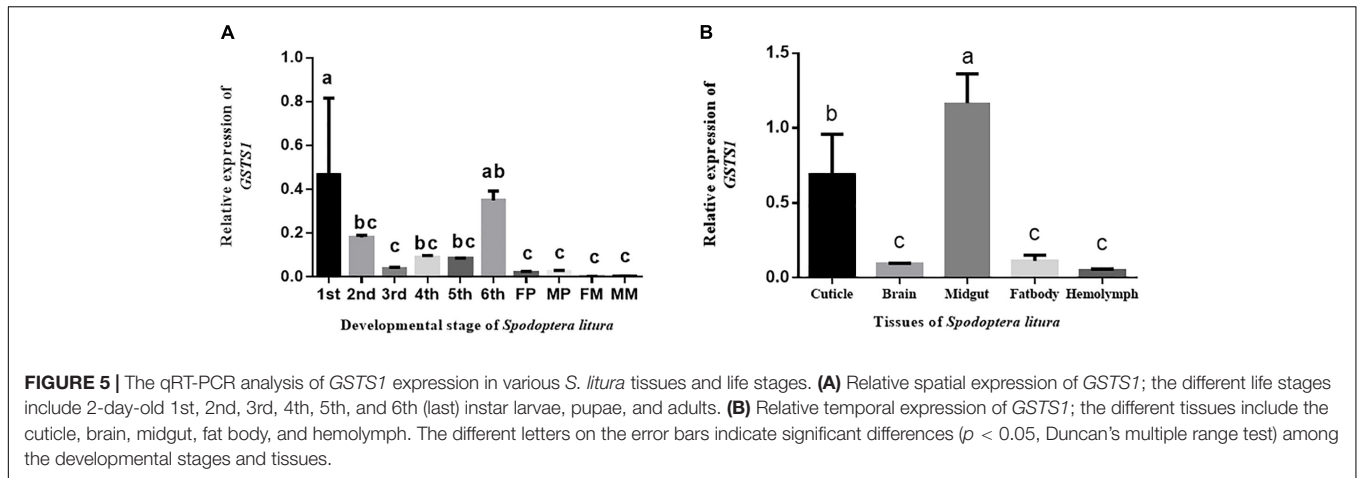 A
Relative expression of
GSTS1
1.0
0.8
0.6
0.4
0.2
0.0
a
bc
c
bc
bc
ab
c
c
c
c
1st 2nd 3rd 4th 5th 6th FP MP FM MM
Developmental stage of Spodoptera litura
B
Relative expression of
GSTS1
1.5
1.0
0.5
0.0
b
c
a
c
c
Cuticle Brain Midgut Fatbody Hemolymph
Tissues of Spodoptera litura
FIGURE 5 | The qRT-PCR analysis of GSTS1 expression in various S. litura tissues and life stages. (A) Relative spatial expression of GSTS1; the different life stages
include 2-day-old 1st, 2nd, 3rd, 4th, 5th, and 6th (last) instar larvae, pupae, and adults. (B) Relative temporal expression of GSTS1; the different tissues include the
cuticle, brain, midgut, fat body, and hemolymph. The different letters on the error bars indicate significant differences (p < 0.05, Duncan's multiple range test) among
the developmental stages and tissues.